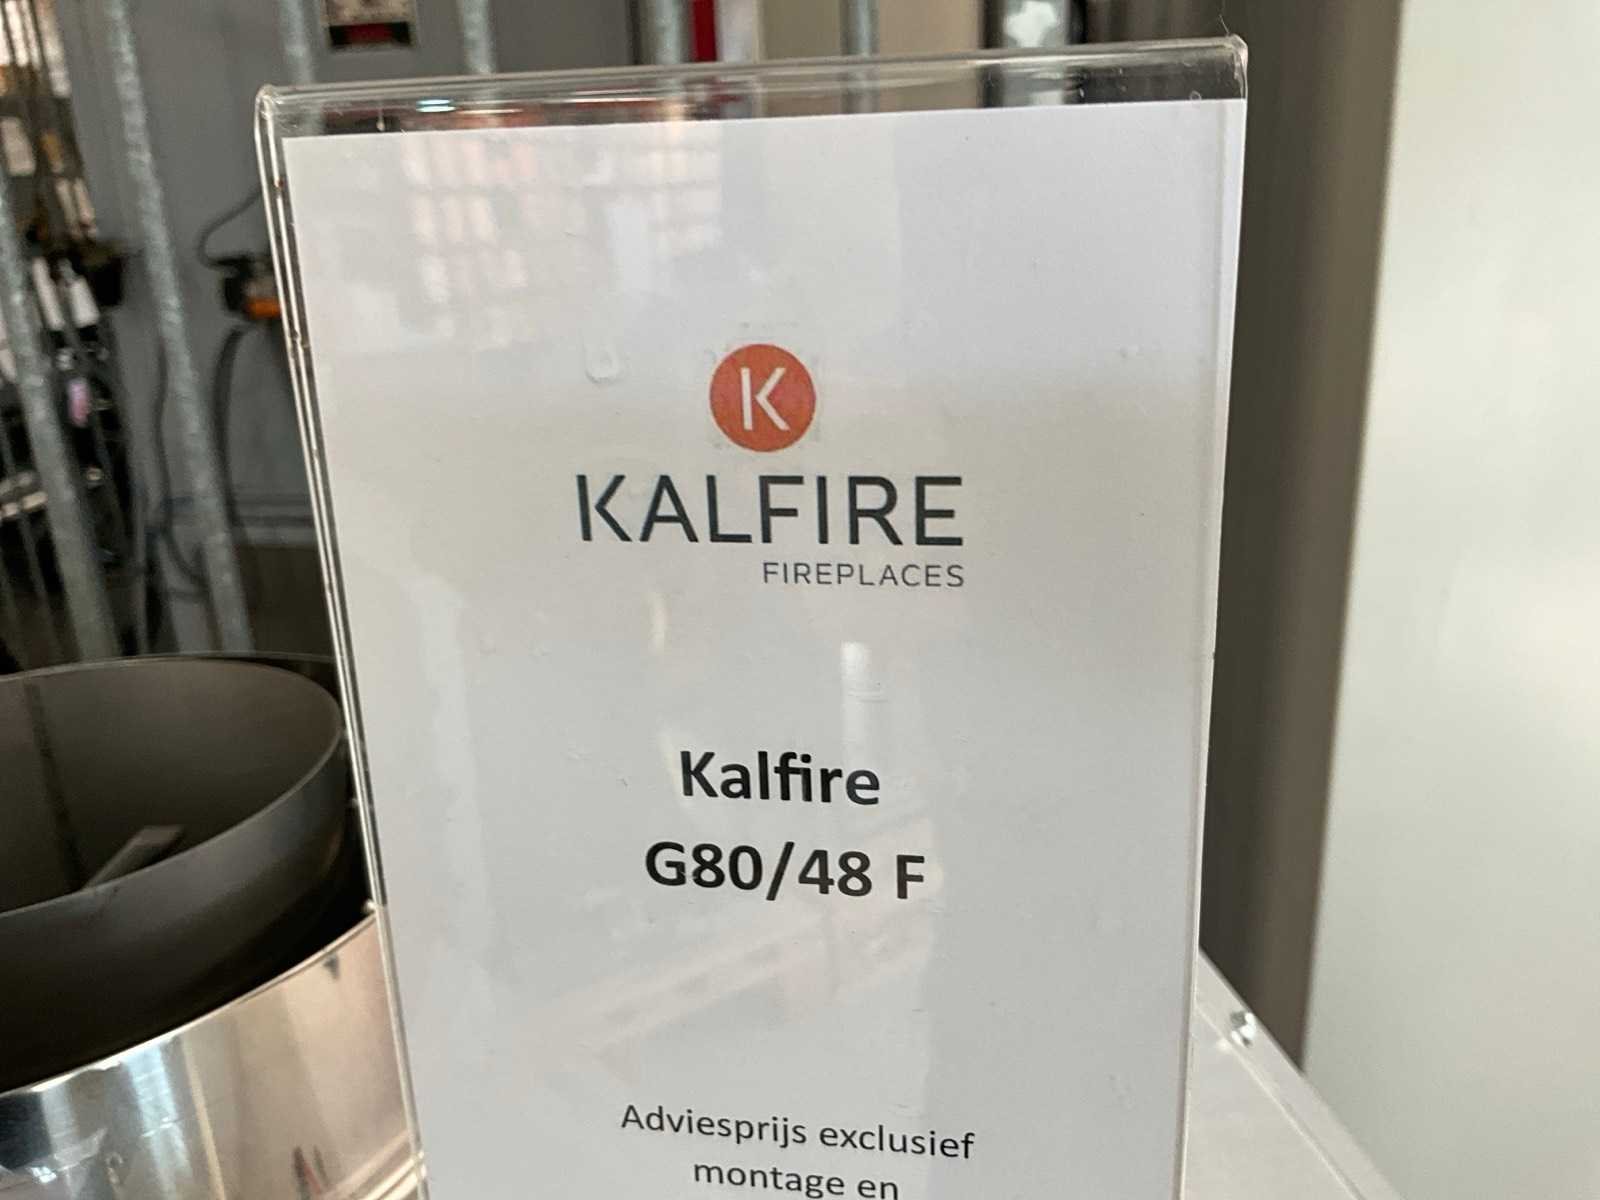 K
KALFIRE
FIREPLACES
Kalfire
G80/48 F
Adviesprijs exclusief
montage en